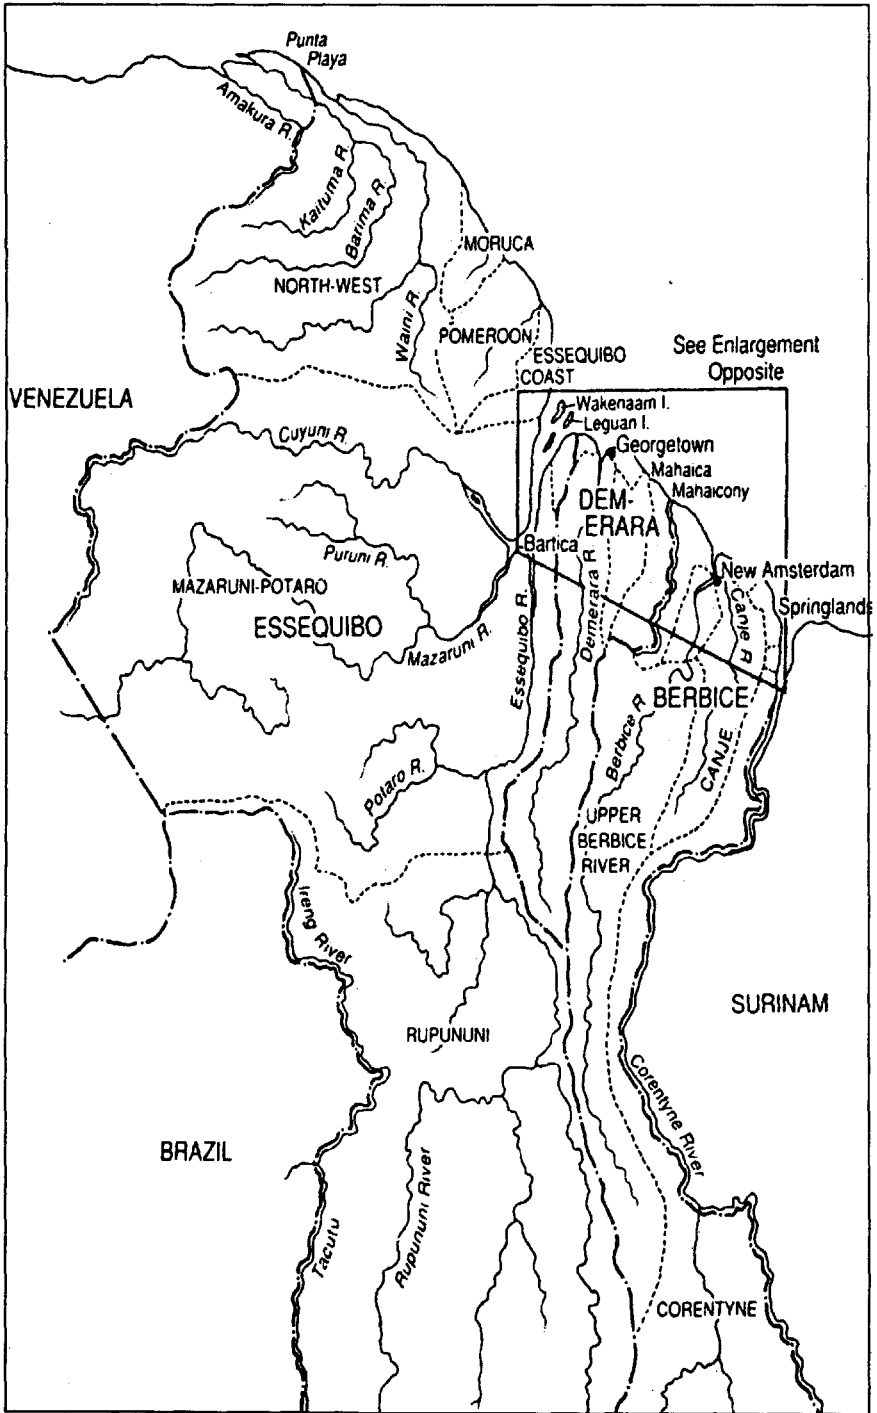 Punta
Playa
Amakura R.
Kaituma R.
Barima R.
MORUCA
NORTH-WEST
Waini R.
POMEROON
ESSEQUIBO
COAST
See Enlargement
Opposite
VENEZUELA
Wakenaam I.
Leguan I.
Cuyuni R.
Georgetown
Mahaica
Mahaicony
DEM-
ERARA
Puruni R.
Bartica
New Amsterdam
MAZARUNI-POTARO
Springlands
ESSEQUIBO
Mazaruni R.
Essequibo R.
Demerara R.
Canje R
BERBICE
Berbice R
CANJE
Potaro R.
UPPER
BERBICE
RIVER
Ireng River
SURINAM
RUPUNUNI
Corentyne River
BRAZIL
Rupununi River
Tacutu
CORENTYNE